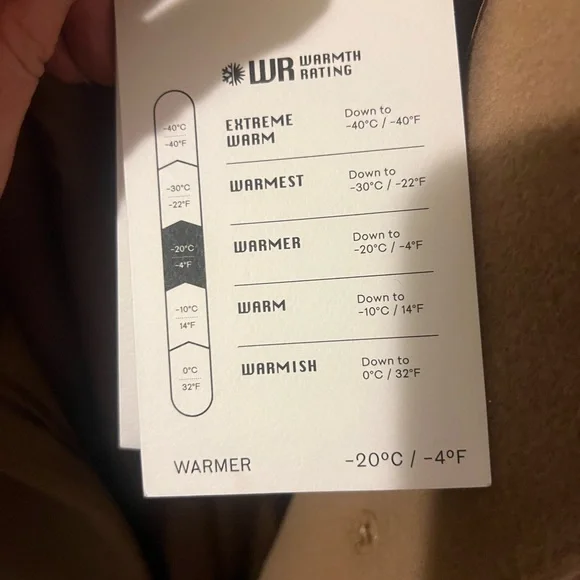 WR WARMTH RATING
-40°C
-40°F
EXTREME WARM
Down to
-40°C / -40°F
-30°C
-22°F
WARMEST
Down to
-30°C / -22°F
-20°C
-4°F
WARMER
Down to
-20°C / -4°F
-10°C
14°F
WARM
Down to
-10°C / 14°F
0°C
32°F
WARMISH
Down to
0°C / 32°F
WARMER -20°C / -4°F